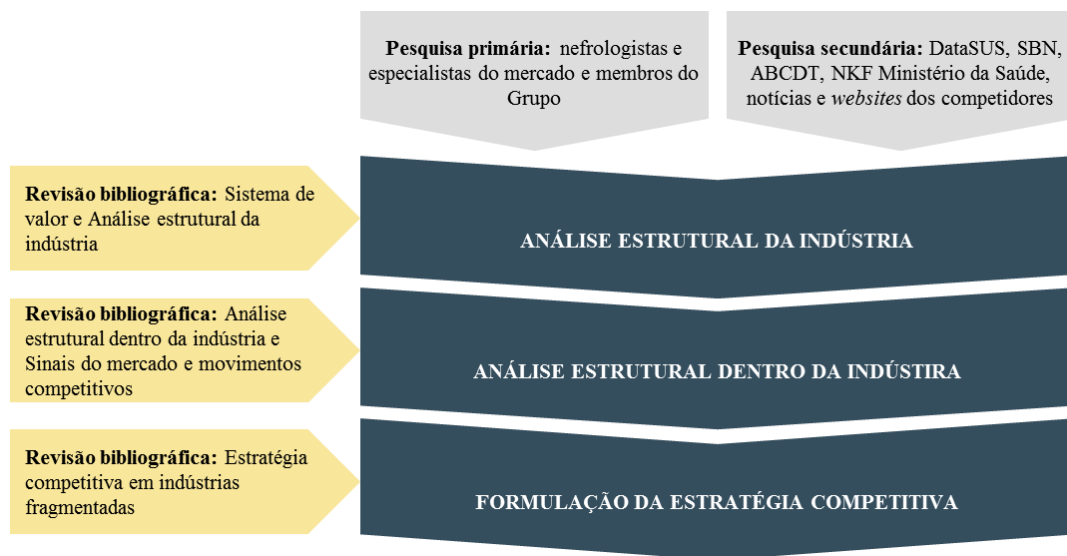 Pesquisa primária: nefrologistas e
especialistas do mercado e membros do
Grupo
Pesquisa secundária: DataSUS, SBN,
ABCDT, NKF Ministério da Saúde,
notícias e websites dos competidores
Revisão bibliográfica: Sistema de
valor e Análise estrutural da
indústria
ANÁLISE ESTRUTURAL DA INDÚSTRIA
Revisão bibliográfica: Análise
estrutural dentro da indústria e
Sinais do mercado e movimentos
competitivos
ANÁLISE ESTRUTURAL DENTRO DA INDÚSTIRA
Revisão bibliográfica: Estratégia
competitiva em indústrias
fragmentadas
FORMULAÇÃO DA ESTRATÉGIA COMPETITIVA